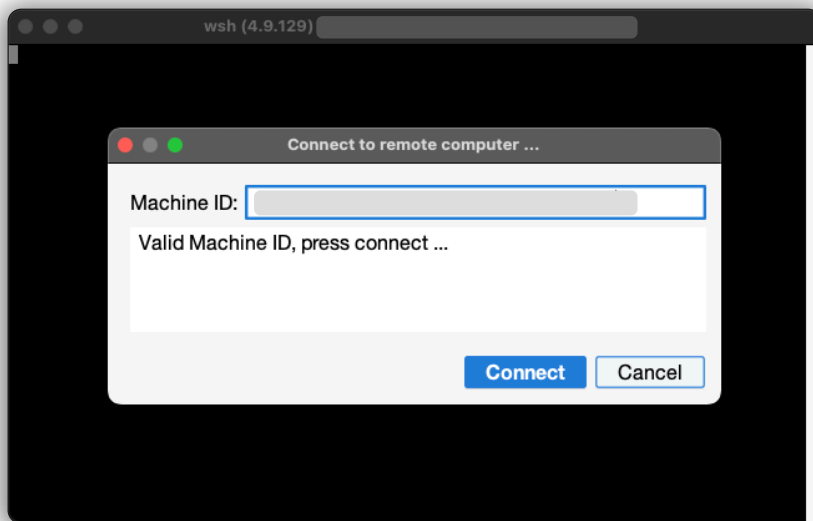 wsh (4.9.129)
Connect to remote computer ...
Machine ID:
Valid Machine ID, press connect ...
Connect
Cancel